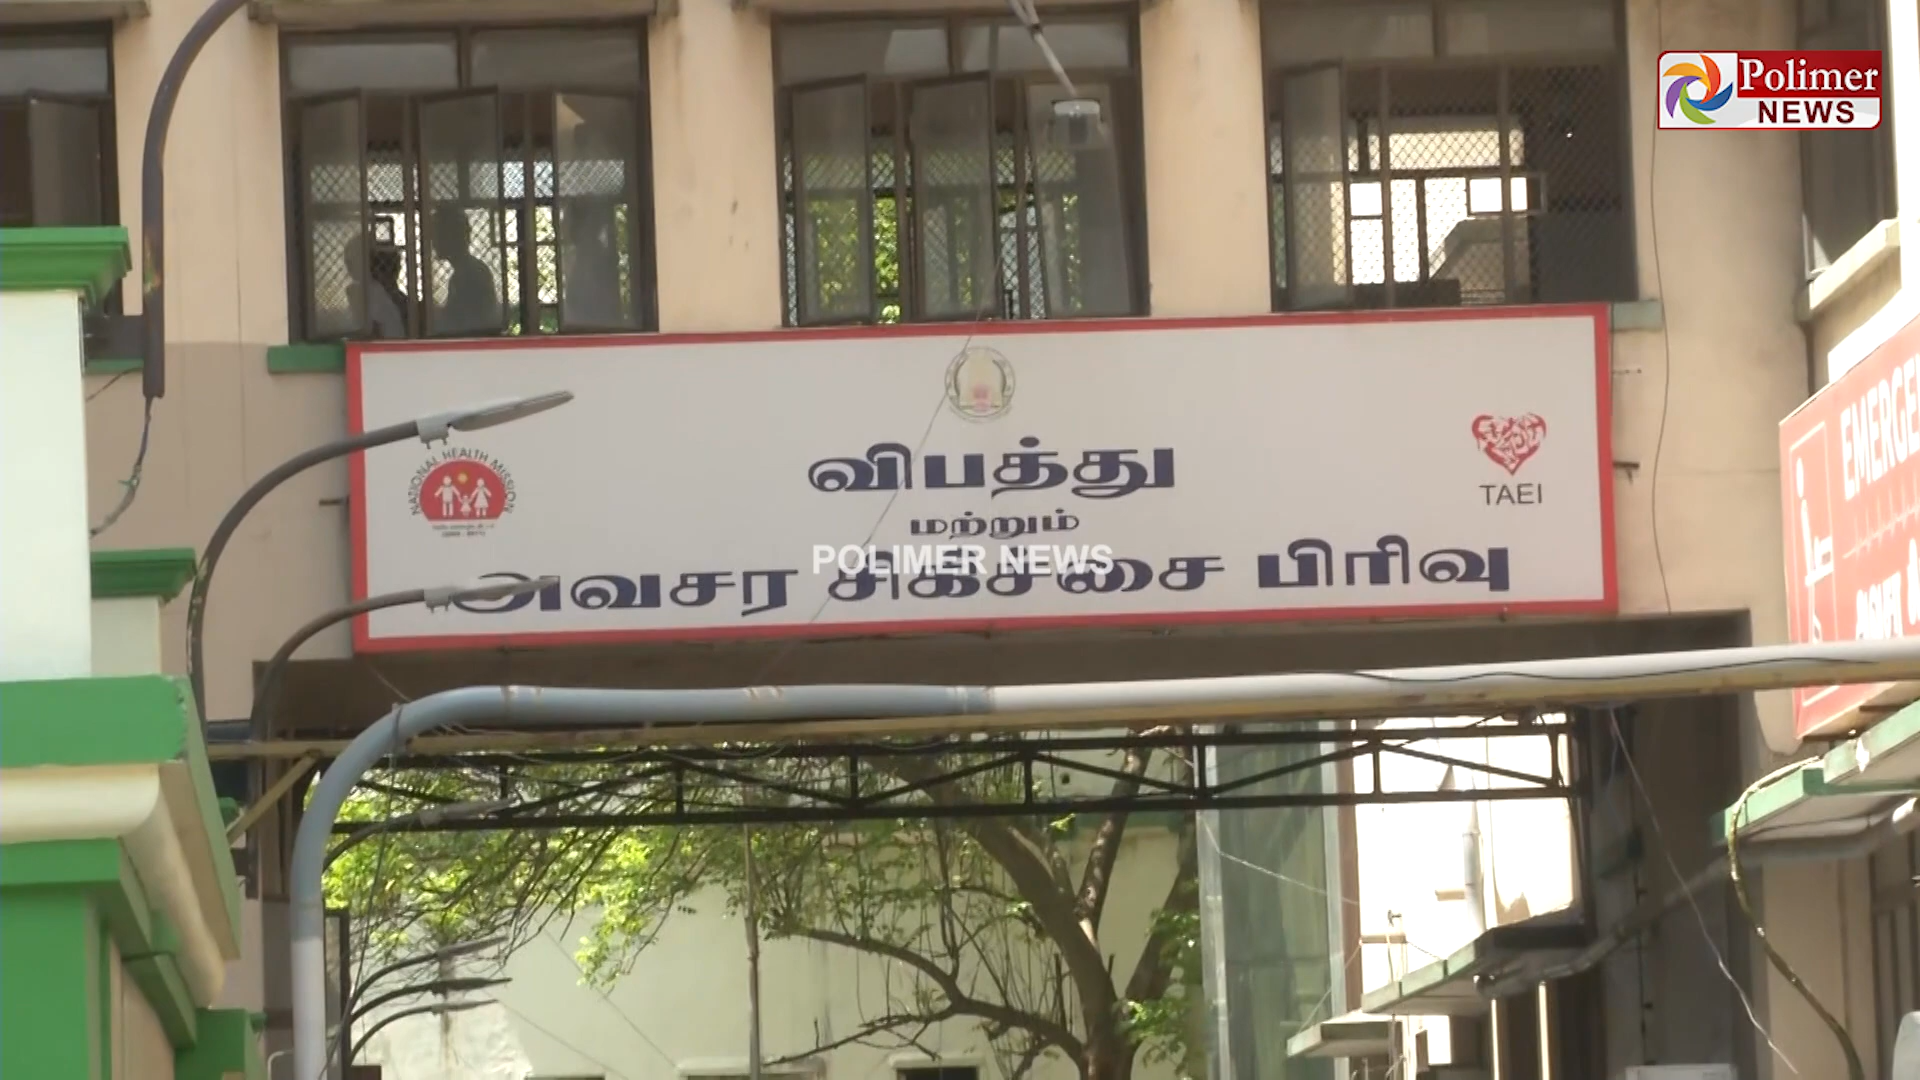 Polimer
NEWS
NATIONAL HEALTH MISSION
விபத்து
மற்றும்
அவசர சிகிச்சை பிரிவு
TAEI
POLIMER NEWS
EMERGE